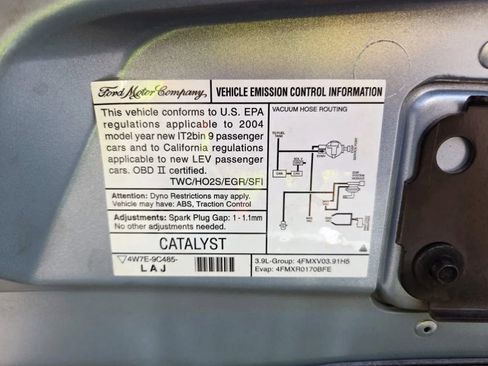 Ford Motor Company,
VEHICLE EMISSION CONTROL INFORMATION
This vehicle conforms to U.S. EPA
regulations applicable to 2004
model year new IT2bin 9 passenger
cars and to California regulations
applicable to new LEV passenger
cars. OBD II certified.
TWC/HO2S/EGR/SFI
Attention: Dyno Restrictions may apply.
Vehicle may have: ABS, Traction Control
Adjustments: Spark Plug Gap: 1 - 1.1mm
No other adjustments needed.
CATALYST
4W7E-9C485-
LAJ
VACUUM HOSE ROUTING
3.9L-Group: 4FMXV03.91H5
Evap: 4FMXR0170BFE